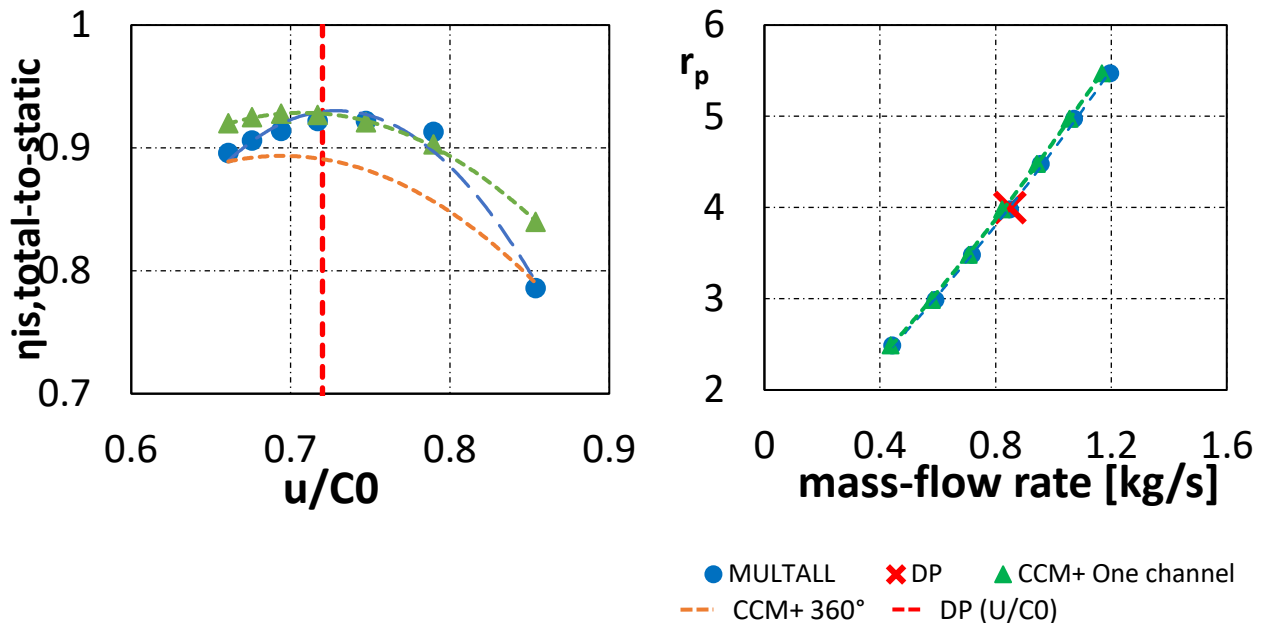 ηis,total-to-static
1
0.9
0.8
0.7
0.6 0.7 0.8 0.9
u/C0
rp
6
5
4
3
2
0 0.4 0.8 1.2 1.6
mass-flow rate [kg/s]
MULTALL DP CCM+ One channel
CCM+ 360° DP (U/C0)